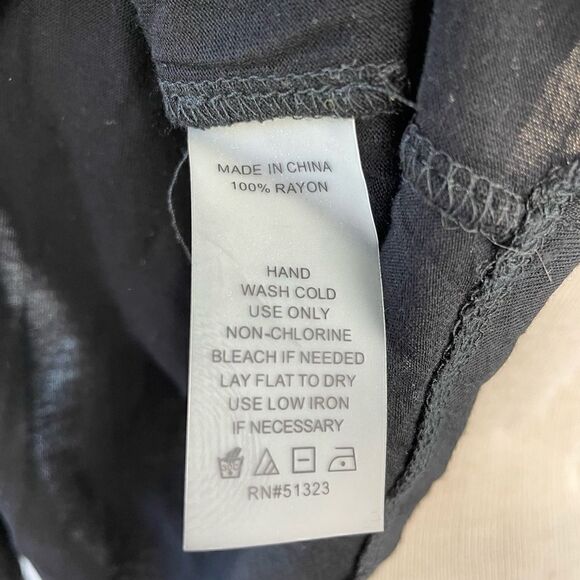 MADE IN CHINA
100% RAYON
HAND
WASH COLD
USE ONLY
NON-CHLORINE
BLEACH IF NEEDED
LAY FLAT TO DRY
USE LOW IRON
IF NECESSARY
RN#51323